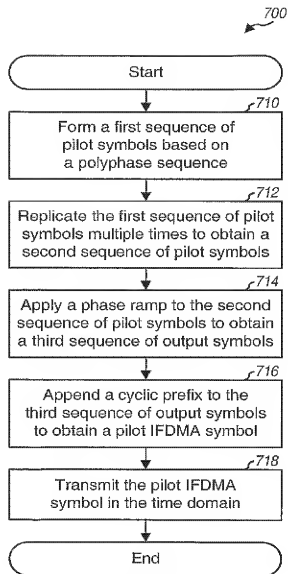 700
Start
710
Form a first sequence of
pilot symbols based on
a polyphase sequence
712
Replicate the first sequence of pilot
symbols multiple times to obtain a
second sequence of pilot symbols
714
Apply a phase ramp to the second
sequence of pilot symbols to obtain
a third sequence of output symbols
716
Append a cyclic prefix to the
third sequence of output symbols
to obtain a pilot IFDMA symbol
718
Transmit the pilot IFDMA
symbol in the time domain
End